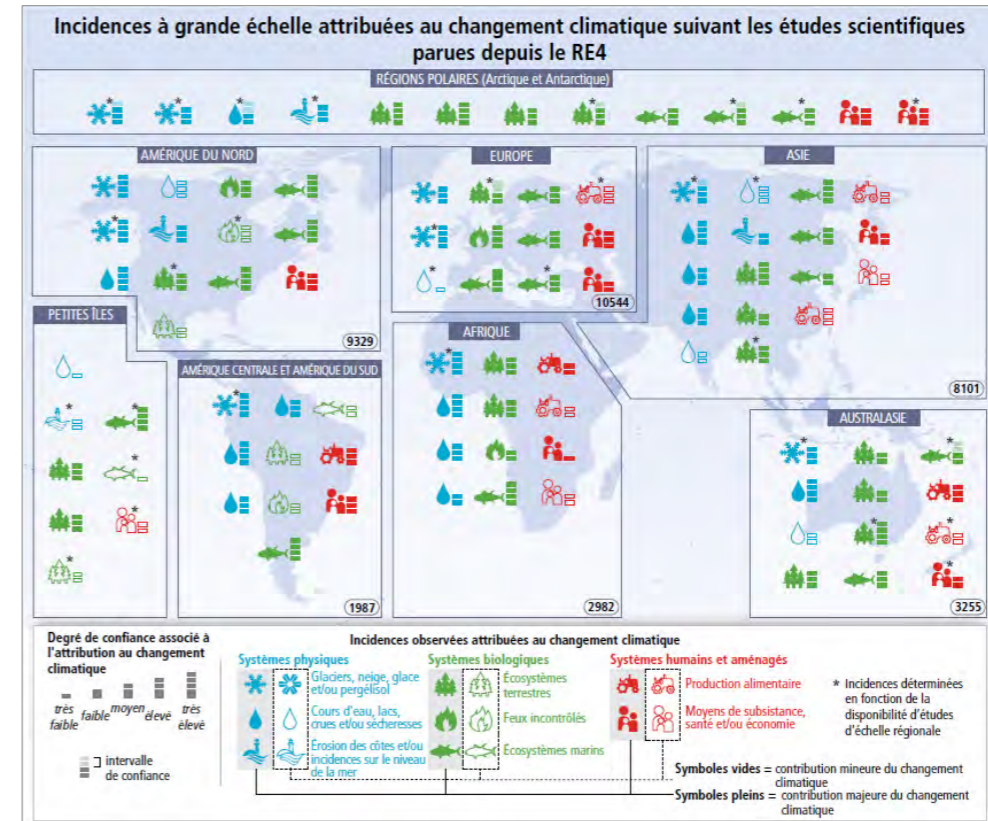 Incidences à grande échelle attribuées au changement climatique suivant les études scientifiques
parues depuis le RE4
RÉGIONS POLAIRES (Arctique et Antarctique)
AMÉRIQUE DU NORD
EUROPE
ASIE
10544
PETITES ÎLES
9329
AFRIQUE
AMÉRIQUE CENTRALE ET AMÉRIQUE DU SUD
8101
AUSTRALASIE
1987
2982
3255
Degré de confiance associé à
l'attribution au changement
climatique
très
faible
faible
moyen
élevé
très
élevé
intervalle
de confiance
Incidences observées attribuées au changement climatique
Systèmes physiques
Glaciers, neige, glace
et/ou pergélisol
Cours d'eau, lacs,
crues et/ou sécheresses
Érosion des côtes et/ou
incidences sur le niveau
de la mer
Systèmes biologiques
Écosystèmes
terrestres
Feux incontrôlés
Écosystèmes marins
Systèmes humains et aménagés
Production alimentaire
Moyens de subsistance,
santé et/ou économie
* Incidences déterminées
en fonction de la
disponibilité d'études
d'échelle régionale
Symboles vides = contribution mineure du changement
climatique
Symboles pleins = contribution majeure du changement
climatique